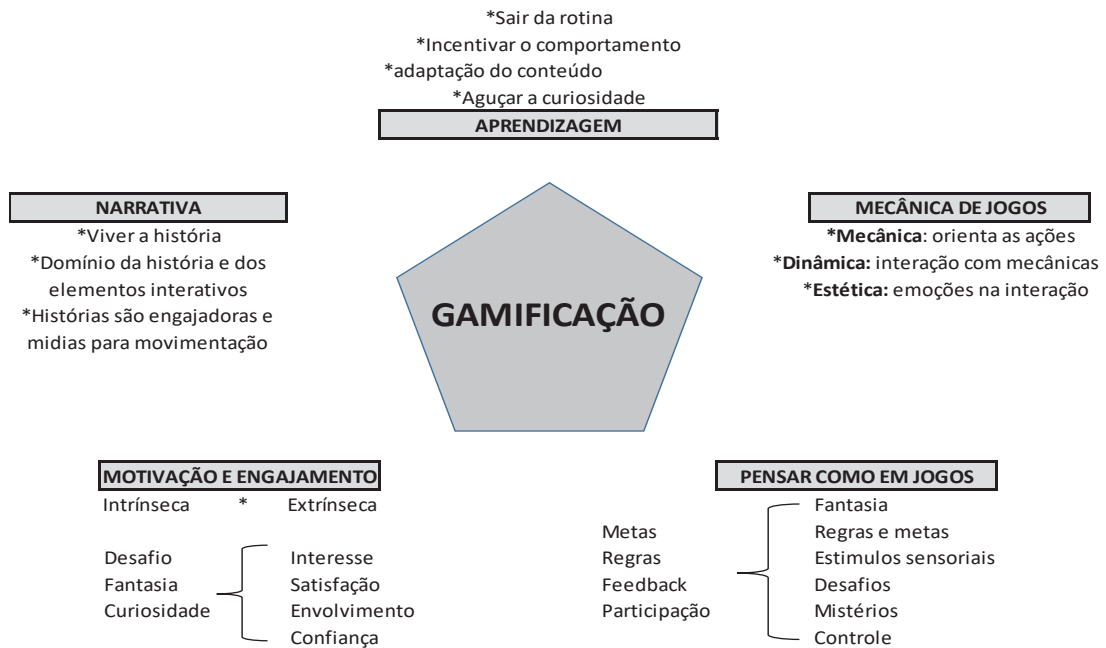 *Sair da rotina
*Incentivar o comportamento
*adaptação do conteúdo
*Aguçar a curiosidade
APRENDIZAGEM
NARRATIVA
*Viver a história
*Domínio da história e dos
elementos interativos
*Histórias são engajadoras e
midias para movimentação
MECÂNICA DE JOGOS
*Mecânica: orienta as ações
*Dinâmica: interação com mecânicas
*Estética: emoções na interação
GAMIFICAÇÃO
MOTIVAÇÃO E ENGAJAMENTO
Intrínseca * Extrínseca
Desafio
Fantasia
Curiosidade
Interesse
Satisfação
Envolvimento
Confiança
PENSAR COMO EM JOGOS
Metas
Regras
Feedback
Participação
Fantasia
Regras e metas
Estimulos sensoriais
Desafios
Mistérios
Controle